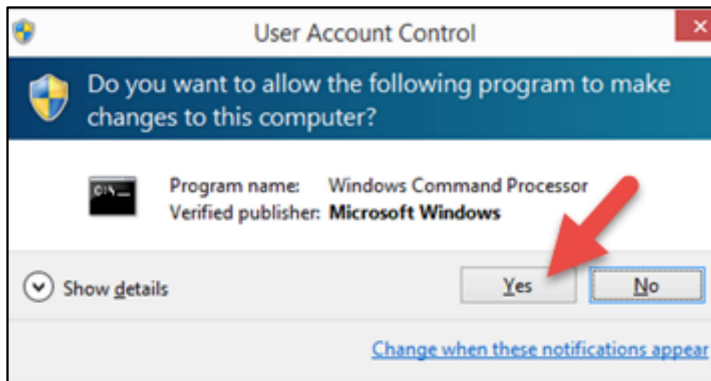 User Account Control
Do you want to allow the following program to make
changes to this computer?
C:\_
Program name: Windows Command Processor
Verified publisher: Microsoft Windows
Show details
Yes
No
Change when these notifications appear